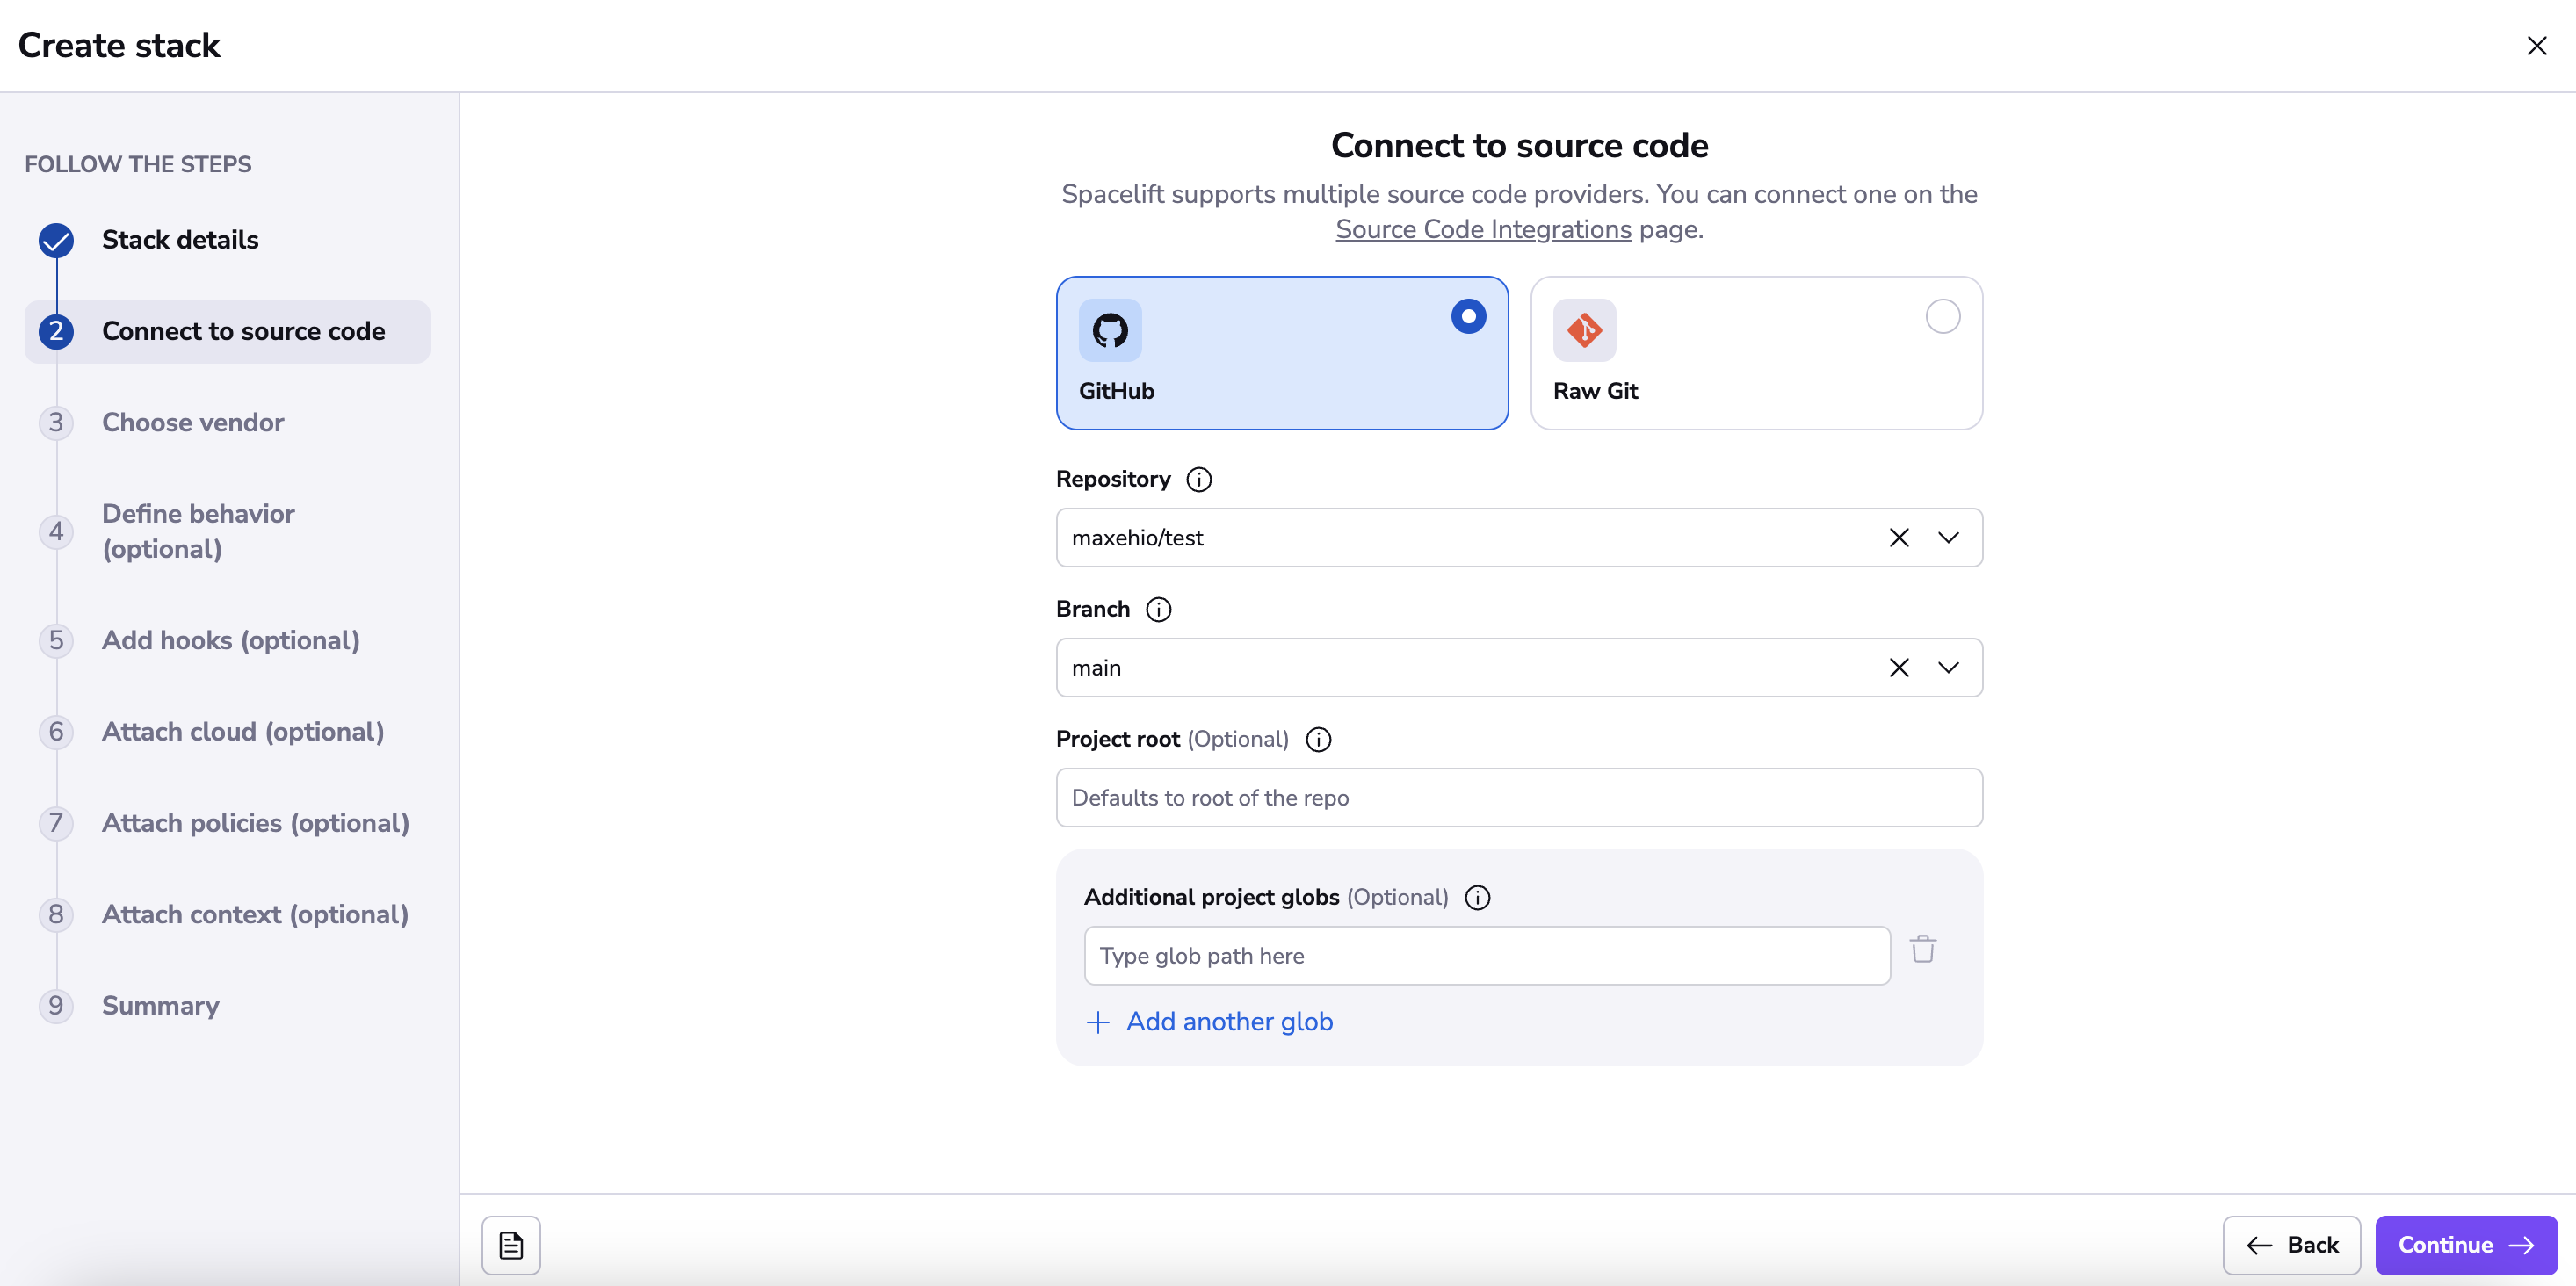 Create stack
FOLLOW THE STEPS
Stack details
2 Connect to source code
3 Choose vendor
4 Define behavior
(optional)
5 Add hooks (optional)
6 Attach cloud (optional)
7 Attach policies (optional)
8 Attach context (optional)
9 Summary
Connect to source code
Spacelift supports multiple source code providers. You can connect one on the
Source Code Integrations page.
GitHub
Raw Git
Repository
maxehio/test
Branch
main
Project root (Optional)
Defaults to root of the repo
Additional project globs (Optional)
Type glob path here
Add another glob
Back
Continue